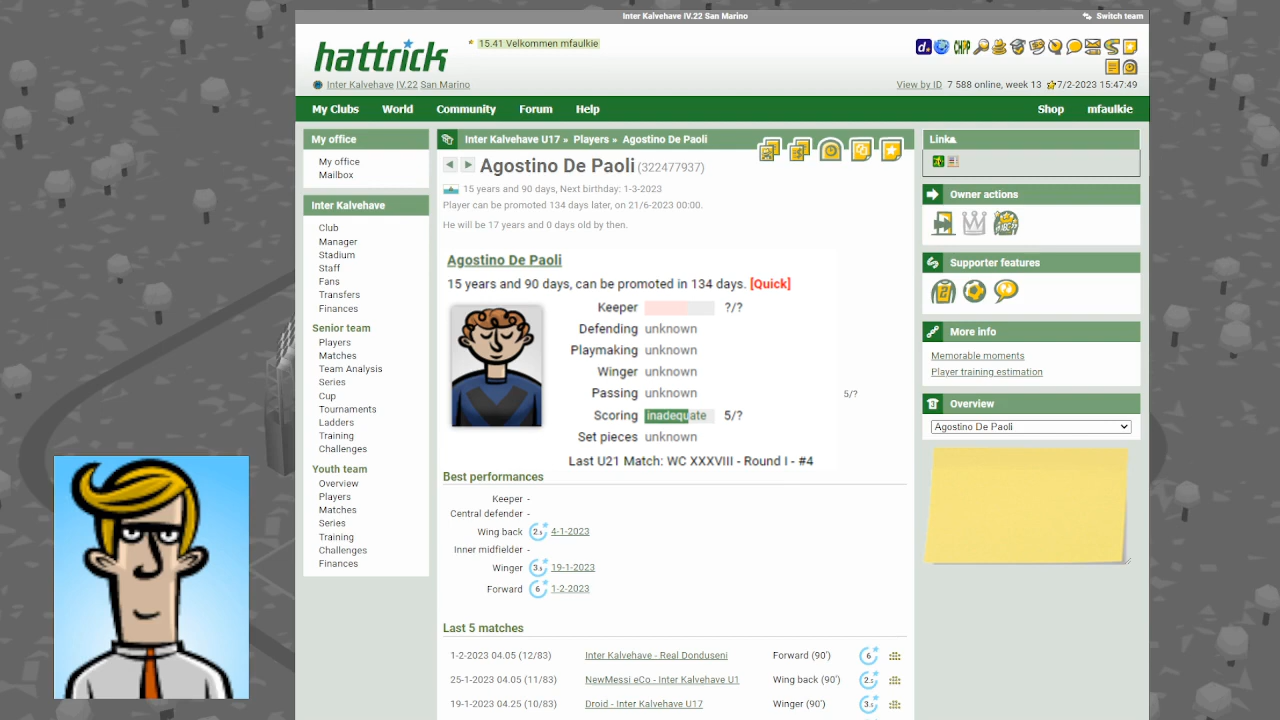 Inter Kalvehave IV.22 San Marino
Switch team
hattrick
15.41 Velkommen mfaulkie
CHPP
Inter Kalvehave IV.22 San Marino
View by ID 7 588 online, week 13 7/2-2023 15:47:49
My Clubs World Community Forum Help Shop mfaulkie
My office
My office
Mailbox
Inter Kalvehave
Club
Manager
Stadium
Staff
Fans
Transfers
Finances
Senior team
Players
Matches
Team Analysis
Series
Cup
Tournaments
Ladders
Training
Challenges
Youth team
Overview
Players
Matches
Series
Training
Challenges
Finances
Inter Kalvehave U17 » Players » Agostino De Paoli
Agostino De Paoli (322477937)
15 years and 90 days, Next birthday: 1-3-2023
Player can be promoted 134 days later, on 21/6-2023 00:00.
He will be 17 years and 0 days old by then.
Agostino De Paoli
15 years and 90 days, can be promoted in 134 days. [Quick]
Keeper ?/?
Defending unknown
Playmaking unknown
Winger unknown
Passing unknown 5/?
Scoring inadequate 5/?
Set pieces unknown
Last U21 Match: WC XXXVIII - Round I - #4
Best performances
Keeper -
Central defender -
Wing back 2.5 4-1-2023
Inner midfielder -
Winger 3.5 19-1-2023
Forward 6 1-2-2023
Last 5 matches
1-2-2023 04.05 (12/83) Inter Kalvehave - Real Donduseni Forward (90') 6
25-1-2023 04.05 (11/83) NewMessi eCo - Inter Kalvehave U1 Wing back (90') 2.5
19-1-2023 04.25 (10/83) Droid - Inter Kalvehave U17 Winger (90') 3.5
Links
Owner actions
Supporter features
More info
Memorable moments
Player training estimation
Overview
Agostino De Paoli